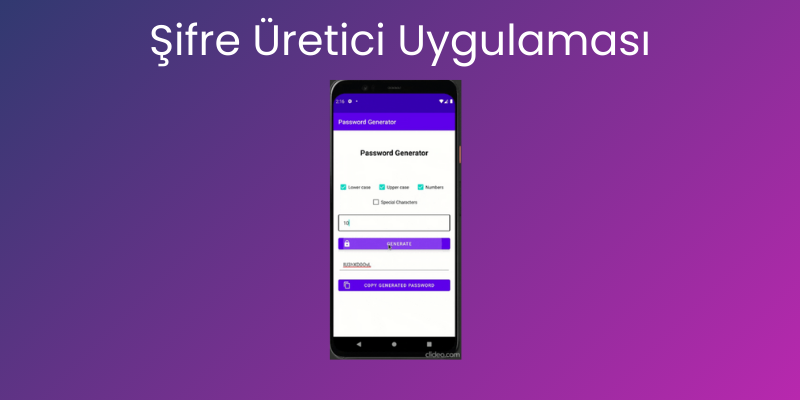 Şifre Üretici Uygulaması
2:16
Password Generator
Password Generator
Lower case Upper case Numbers
Special Characters
10
GENERATE
COPY GENERATED PASSWORD
clideo.com